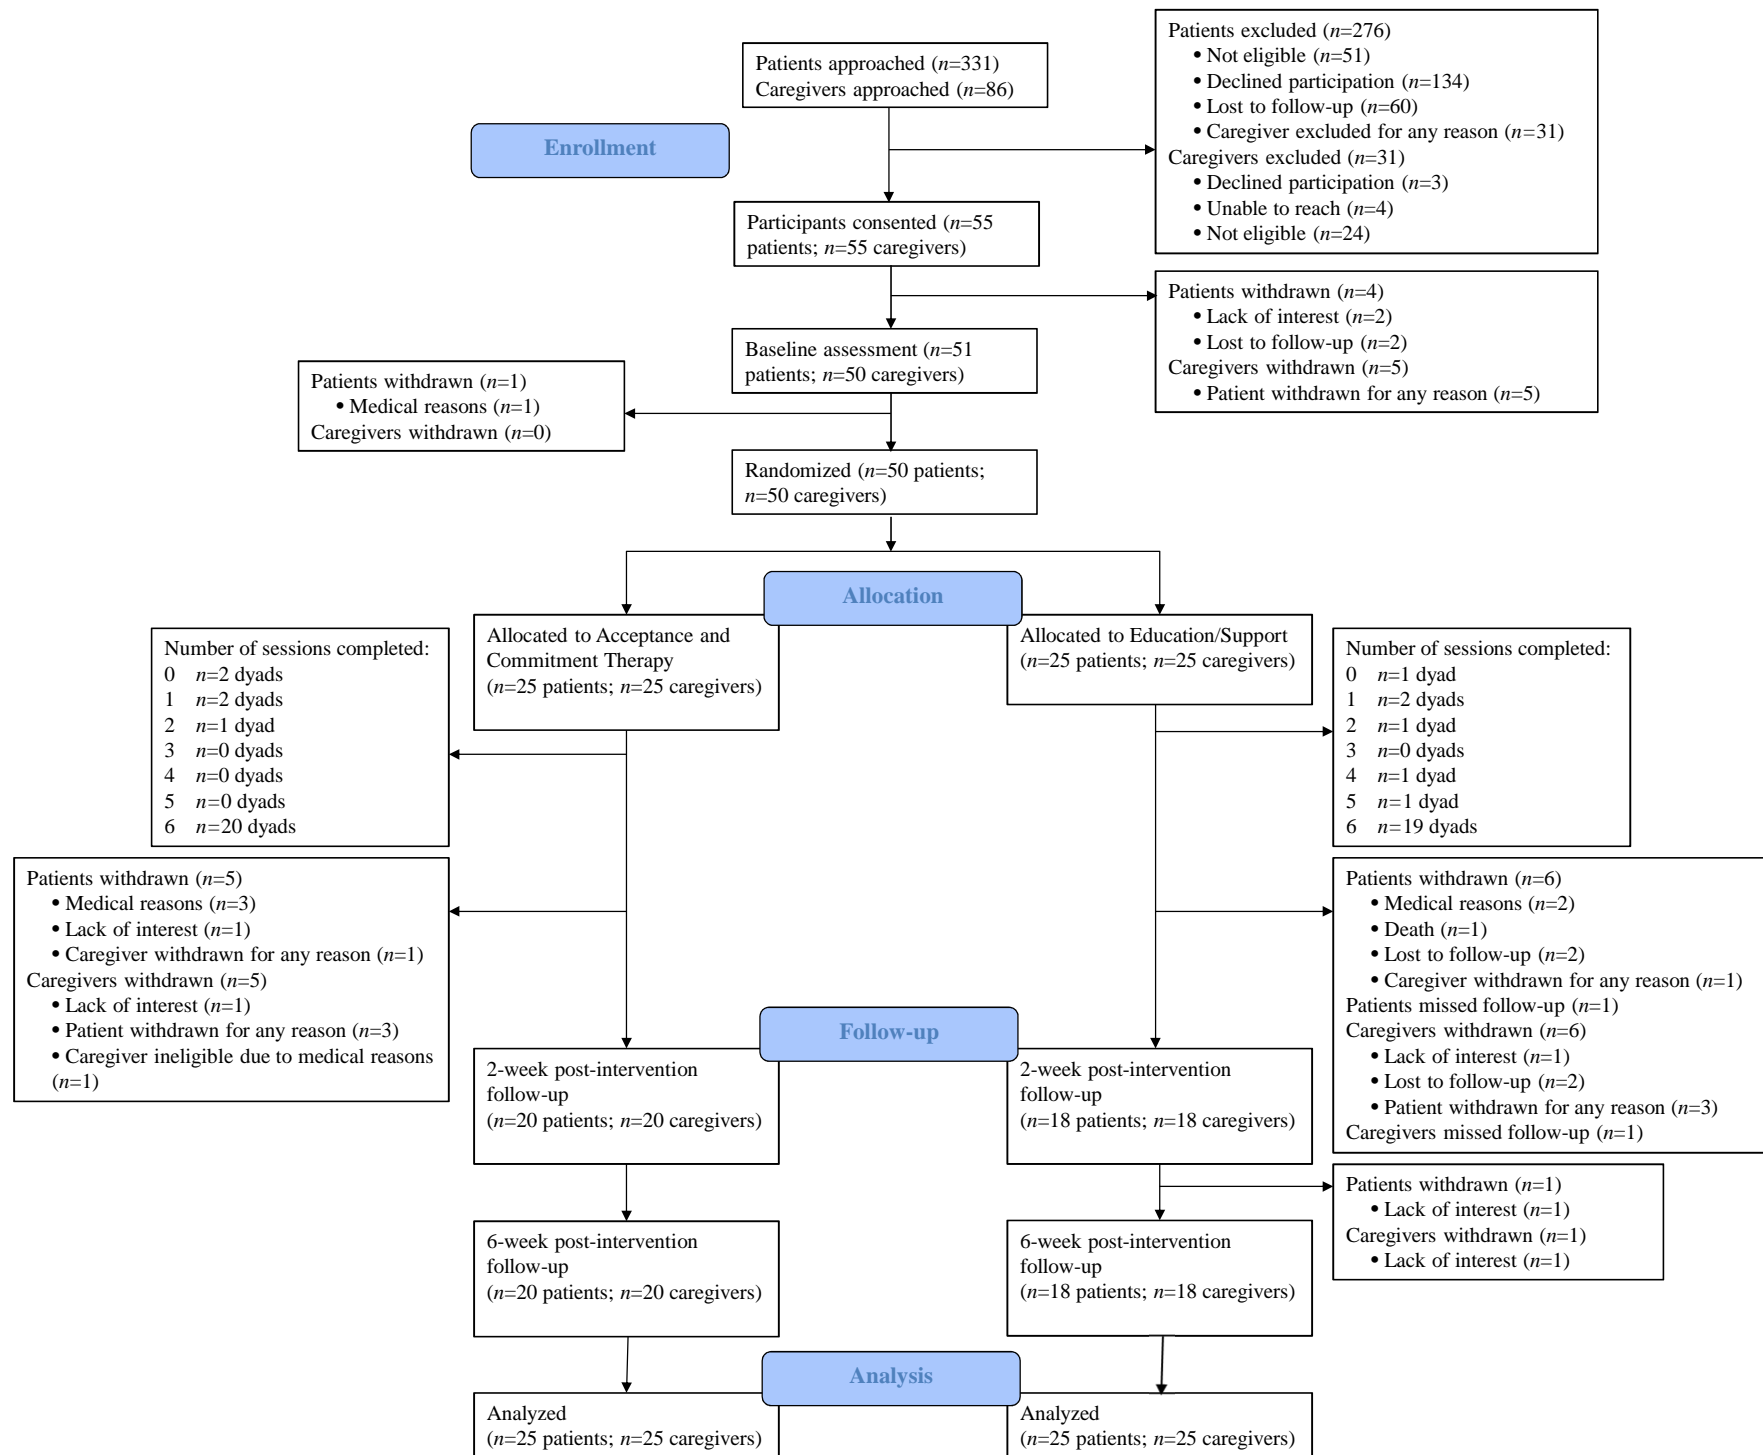 Patients approached (n=331)
Caregivers approached (n=86)
Patients excluded (n=276)
• Not eligible (n=51)
• Declined participation (n=134)
• Lost to follow-up (n=60)
• Caregiver excluded for any reason (n=31)
Caregivers excluded (n=31)
• Declined participation (n=3)
• Unable to reach (n=4)
• Not eligible (n=24)
Enrollment
Participants consented (n=55
patients; n=55 caregivers)
Patients withdrawn (n=4)
• Lack of interest (n=2)
• Lost to follow-up (n=2)
Caregivers withdrawn (n=5)
• Patient withdrawn for any reason (n=5)
Baseline assessment (n=51
patients; n=50 caregivers)
Patients withdrawn (n=1)
• Medical reasons (n=1)
Caregivers withdrawn (n=0)
Randomized (n=50 patients;
n=50 caregivers)
Allocation
Allocated to Acceptance and
Commitment Therapy
(n=25 patients; n=25 caregivers)
Allocated to Education/Support
(n=25 patients; n=25 caregivers)
Number of sessions completed:
0 n=2 dyads
1 n=2 dyads
2 n=1 dyad
3 n=0 dyads
4 n=0 dyads
5 n=0 dyads
6 n=20 dyads
Number of sessions completed:
0 n=1 dyad
1 n=2 dyads
2 n=1 dyad
3 n=0 dyads
4 n=1 dyad
5 n=1 dyad
6 n=19 dyads
Patients withdrawn (n=5)
• Medical reasons (n=3)
• Lack of interest (n=1)
• Caregiver withdrawn for any reason (n=1)
Caregivers withdrawn (n=5)
• Lack of interest (n=1)
• Patient withdrawn for any reason (n=3)
• Caregiver ineligible due to medical reasons
(n=1)
Patients withdrawn (n=6)
• Medical reasons (n=2)
• Death (n=1)
• Lost to follow-up (n=2)
• Caregiver withdrawn for any reason (n=1)
Patients missed follow-up (n=1)
Caregivers withdrawn (n=6)
• Lack of interest (n=1)
• Lost to follow-up (n=2)
• Patient withdrawn for any reason (n=3)
Caregivers missed follow-up (n=1)
Follow-up
2-week post-intervention
follow-up
(n=20 patients; n=20 caregivers)
2-week post-intervention
follow-up
(n=18 patients; n=18 caregivers)
Patients withdrawn (n=1)
• Lack of interest (n=1)
Caregivers withdrawn (n=1)
• Lack of interest (n=1)
6-week post-intervention
follow-up
(n=20 patients; n=20 caregivers)
6-week post-intervention
follow-up
(n=18 patients; n=18 caregivers)
Analysis
Analyzed
(n=25 patients; n=25 caregivers)
Analyzed
(n=25 patients; n=25 caregivers)